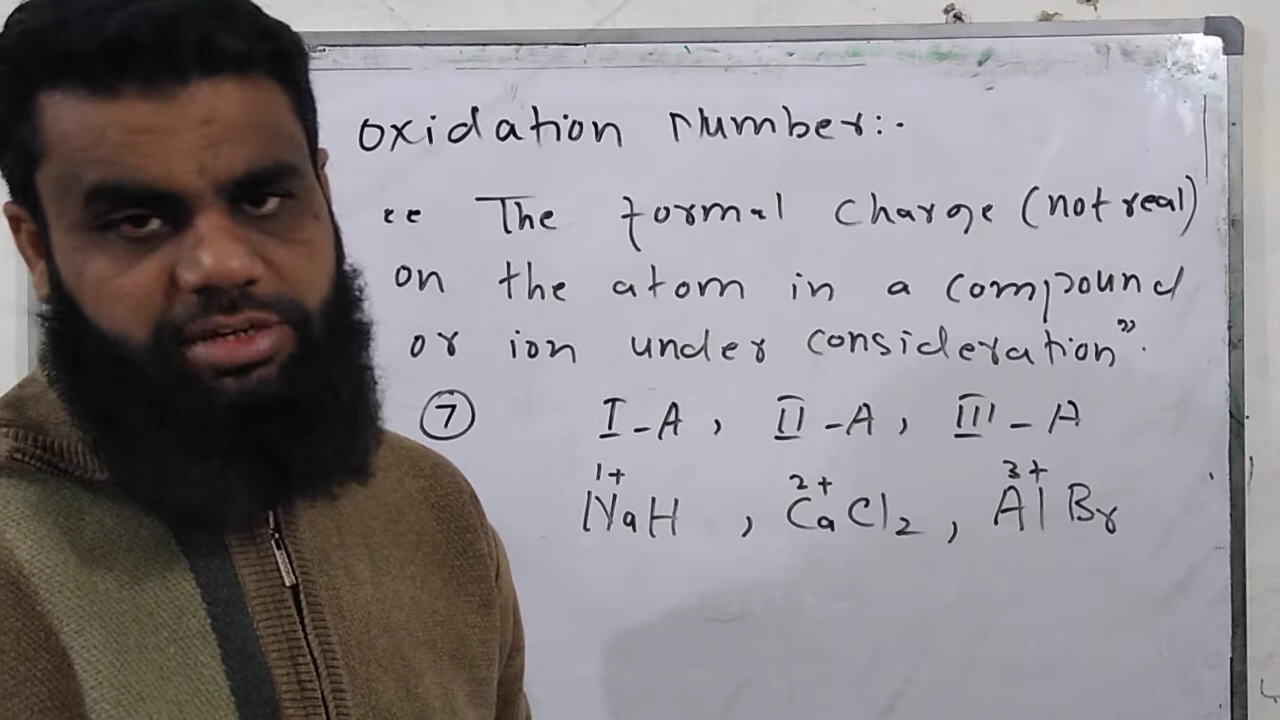 Oxidation Number:-
"The formal charge (not real)
on the atom in a compound
or ion under consideration".
7 I-A, II-A, III-A
1+ 2+ 3+
NaH, CaCl2, AlBr